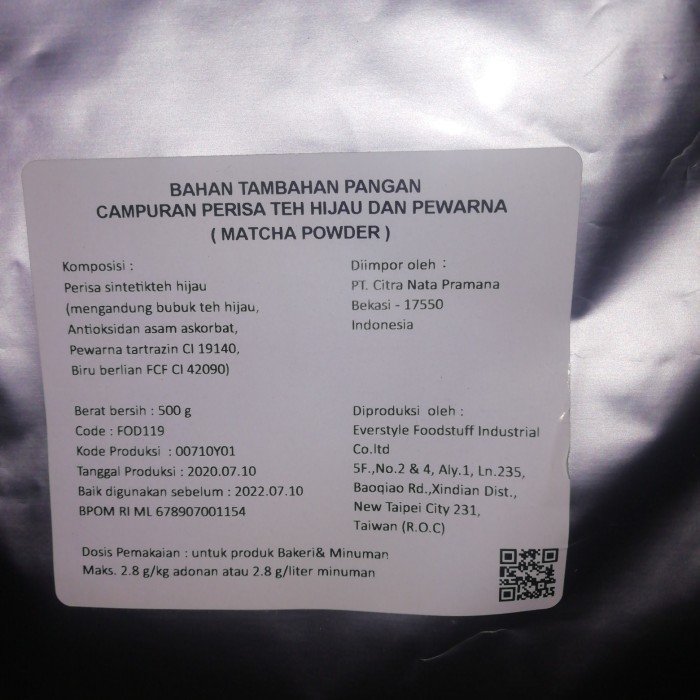 BAHAN TAMBAHAN PANGAN
CAMPURAN PERISA TEH HIJAU DAN PEWARNA
( MATCHA POWDER )
Komposisi :
Perisa sintetikteh hijau
(mengandung bubuk teh hijau,
Antioksidan asam askorbat,
Pewarna tartrazin CI 19140,
Biru berlian FCF CI 42090)
Diimpor oleh :
PT. Citra Nata Pramana
Bekasi - 17550
Indonesia
Berat bersih : 500 g
Code : FOD119
Kode Produksi : 00710Y01
Tanggal Produksi : 2020.07.10
Baik digunakan sebelum : 2022.07.10
BPOM RI ML 678907001154
Diproduksi oleh :
Everstyle Foodstuff Industrial
Co.ltd
5F.,No.2 & 4, Aly.1, Ln.235,
Baoqiao Rd.,Xindian Dist.,
New Taipei City 231,
Taiwan (R.O.C)
Dosis Pemakaian : untuk produk Bakeri& Minuman
Maks. 2.8 g/kg adonan atau 2.8 g/liter minuman